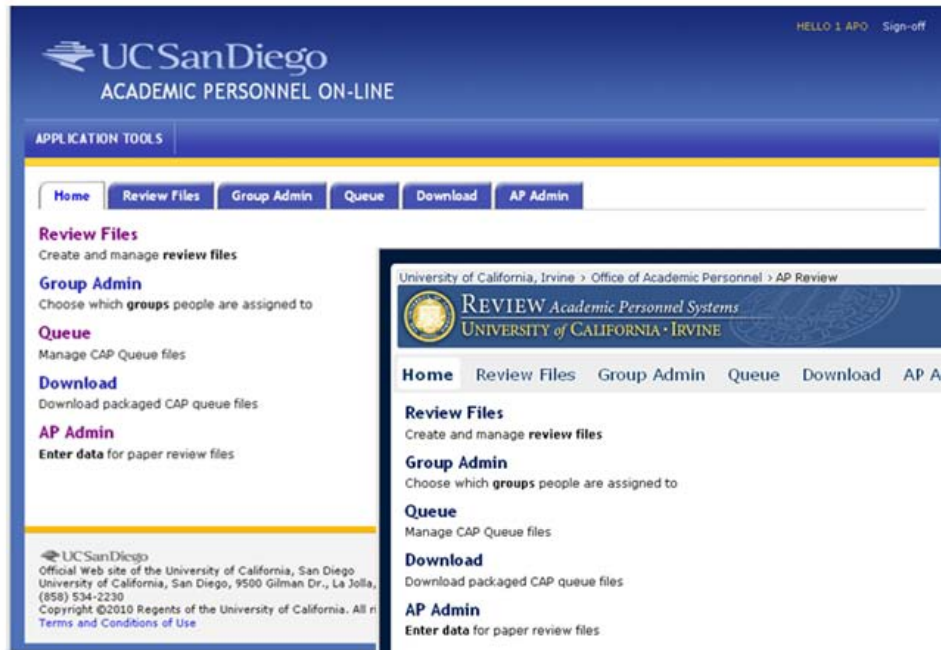 HELLO 1 APO Sign-off
UC San Diego
ACADEMIC PERSONNEL ON-LINE
APPLICATION TOOLS
Home Review Files Group Admin Queue Download AP Admin
Review Files
Create and manage review files
Group Admin
Choose which groups people are assigned to
Queue
Manage CAP Queue files
Download
Download packaged CAP queue files
AP Admin
Enter data for paper review files
UC San Diego
Official Web site of the University of California, San Diego
University of California, San Diego, 9500 Gilman Dr., La Jolla,
(858) 534-2230
Copyright ©2010 Regents of the University of California. All ri
Terms and Conditions of Use
University of California, Irvine > Office of Academic Personnel > AP Review
REVIEW Academic Personnel Systems
UNIVERSITY of CALIFORNIA · IRVINE
Home Review Files Group Admin Queue Download AP A
Review Files
Create and manage review files
Group Admin
Choose which groups people are assigned to
Queue
Manage CAP Queue files
Download
Download packaged CAP queue files
AP Admin
Enter data for paper review files